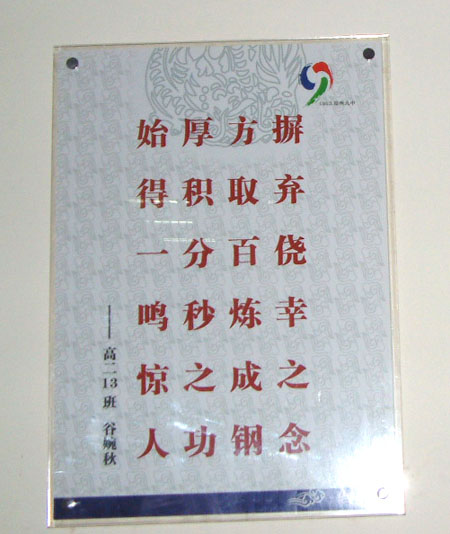 摒弃侥幸之念
方取百炼成钢
厚积分秒之功
始得一鸣惊人
——高二13班 谷婉秋